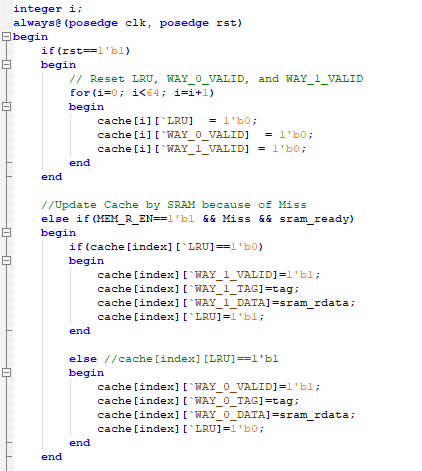 integer i;
always@(posedge clk, posedge rst)
begin
    if(rst==1'b1)
    begin
        // Reset LRU, WAY_0_VALID, and WAY_1_VALID
        for(i=0; i<64; i=i+1)
        begin
            cache[i][`LRU]  = 1'b0;
            cache[i][`WAY_0_VALID]  = 1'b0;
            cache[i][`WAY_1_VALID] = 1'b0;
        end
    end

    //Update Cache by SRAM because of Miss
    else if(MEM_R_EN==1'b1 && Miss && sram_ready)
    begin
        if(cache[index][`LRU]==1'b0)
        begin
            cache[index][`WAY_1_VALID]=1'b1;
            cache[index][`WAY_1_TAG]=tag;
            cache[index][`WAY_1_DATA]=sram_rdata;
            cache[index][`LRU]=1'b1;
        end

        else //cache[index][LRU]==1'b1
        begin
            cache[index][`WAY_0_VALID]=1'b1;
            cache[index][`WAY_0_TAG]=tag;
            cache[index][`WAY_0_DATA]=sram_rdata;
            cache[index][`LRU]=1'b0;
        end
    end